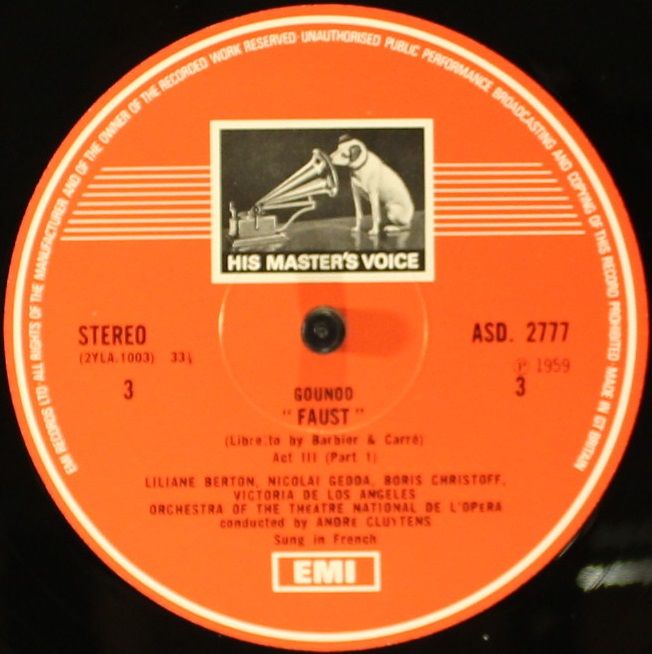 EMI RECORDS LTD ALL RIGHTS OF THE MANUFACTURER AND OF THE OWNER OF THE RECORDED WORK RESERVED·UNAUTHORISED PUBLIC PERFORMANCE BROADCASTING AND COPYING OF THIS RECORD PROHIBITED MADE IN GT BRITAIN
HIS MASTER'S VOICE
STEREO
(2YLA.1003) 33⅓
3
ASD. 2777
℗ 1959
3
GOUNOD
"FAUST"
(Libretto by Barbier & Carré)
Act III (Part 1)
LILIANE BERTON, NICOLAI GEDDA, BORIS CHRISTOFF,
VICTORIA DE LOS ANGELES
ORCHESTRA OF THE THEATRE NATIONAL DE L'OPERA
conducted by ANDRE CLUYTENS
Sung in French
EMI